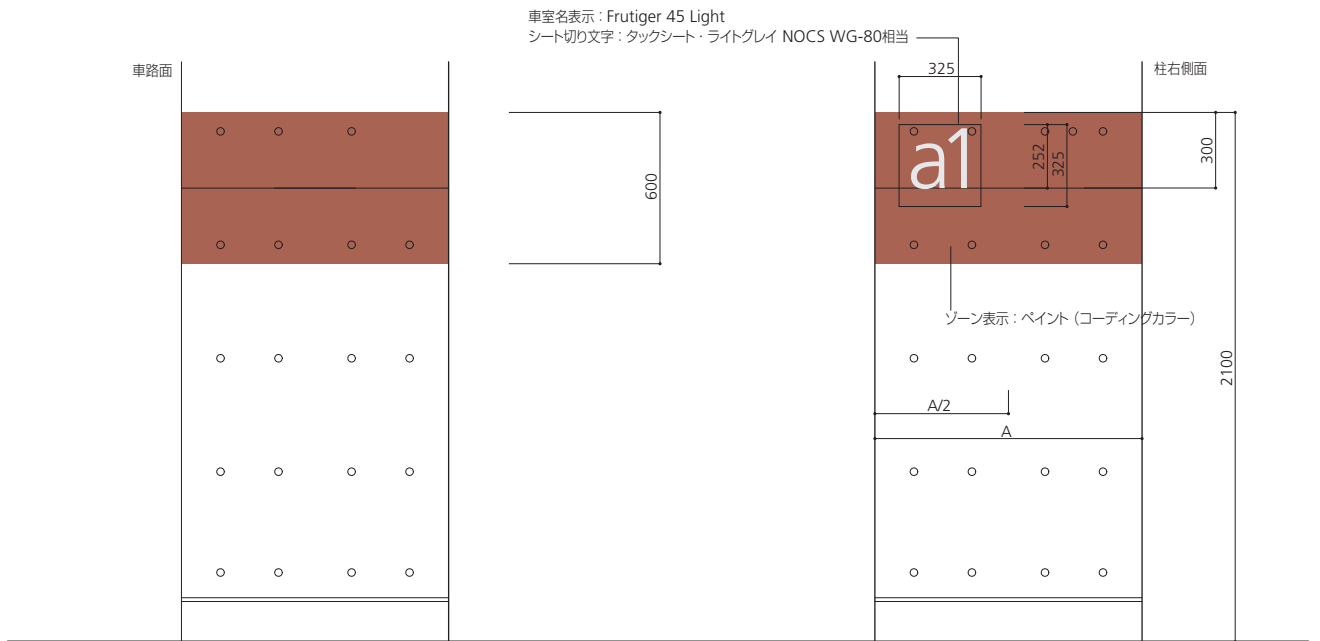 車室名表示：Frutiger 45 Light
シート切り文字：タックシート・ライトグレイ NOCS WG-80相当
車路面
325
柱右側面
a1
252
325
300
600
ゾーン表示：ペイント（コーディングカラー）
2100
A/2
A